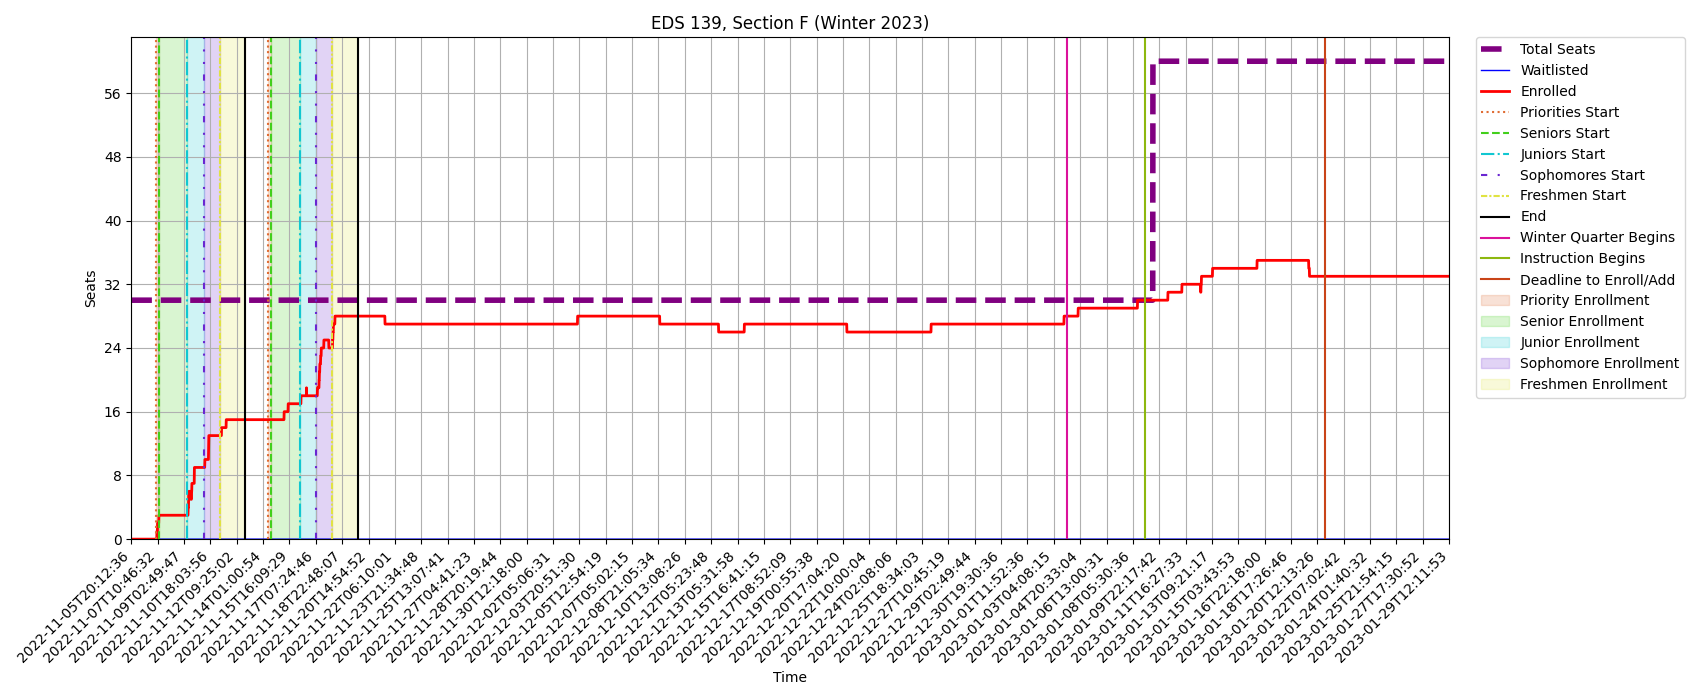 EDS 139, Section F (Winter 2023)
Seats
56
48
40
32
24
16
8
0
2022-11-05T20:12:36
2022-11-07T10:46:32
2022-11-09T02:49:47
2022-11-10T18:03:56
2022-11-12T09:25:02
2022-11-14T01:00:54
2022-11-15T16:09:29
2022-11-17T07:24:46
2022-11-18T22:48:07
2022-11-20T14:54:52
2022-11-22T06:10:01
2022-11-23T21:34:48
2022-11-25T13:07:41
2022-11-27T04:41:23
2022-11-28T20:19:44
2022-11-30T12:18:00
2022-12-02T05:06:31
2022-12-03T20:51:30
2022-12-05T12:54:19
2022-12-07T05:02:15
2022-12-08T21:05:34
2022-12-10T13:08:26
2022-12-12T05:23:48
2022-12-13T05:31:58
2022-12-15T16:41:15
2022-12-17T08:52:09
2022-12-19T00:55:38
2022-12-20T17:04:20
2022-12-22T10:00:04
2022-12-24T02:08:06
2022-12-25T18:34:03
2022-12-27T10:45:19
2022-12-29T02:49:44
2022-12-30T19:30:36
2023-01-01T11:52:36
2023-01-03T04:08:15
2023-01-04T20:33:04
2023-01-06T13:00:31
2023-01-08T05:30:36
2023-01-09T22:17:42
2023-01-11T16:27:33
2023-01-13T09:21:17
2023-01-15T03:43:53
2023-01-16T22:18:00
2023-01-18T17:26:46
2023-01-20T12:13:26
2023-01-22T07:02:42
2023-01-24T01:40:32
2023-01-25T21:54:15
2023-01-27T17:30:52
2023-01-29T12:11:53
Time
Total Seats
Waitlisted
Enrolled
Priorities Start
Seniors Start
Juniors Start
Sophomores Start
Freshmen Start
End
Winter Quarter Begins
Instruction Begins
Deadline to Enroll/Add
Priority Enrollment
Senior Enrollment
Junior Enrollment
Sophomore Enrollment
Freshmen Enrollment